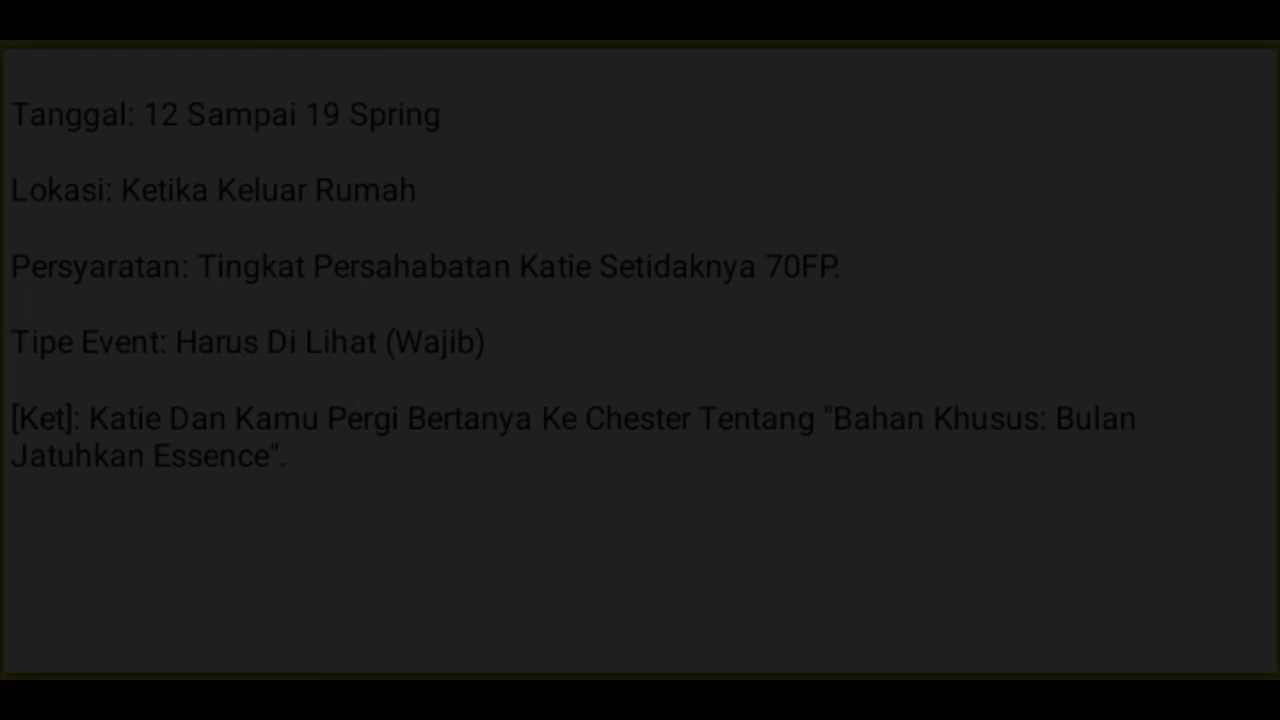 Tanggal: 12 Sampai 19 Spring
Lokasi: Ketika Keluar Rumah
Persyaratan: Tingkat Persahabatan Katie Setidaknya 70FP.
Tipe Event: Harus Di Lihat (Wajib)
[Ket]: Katie Dan Kamu Pergi Bertanya Ke Chester Tentang "Bahan Khusus: Bulan
Jatuhkan Essence".